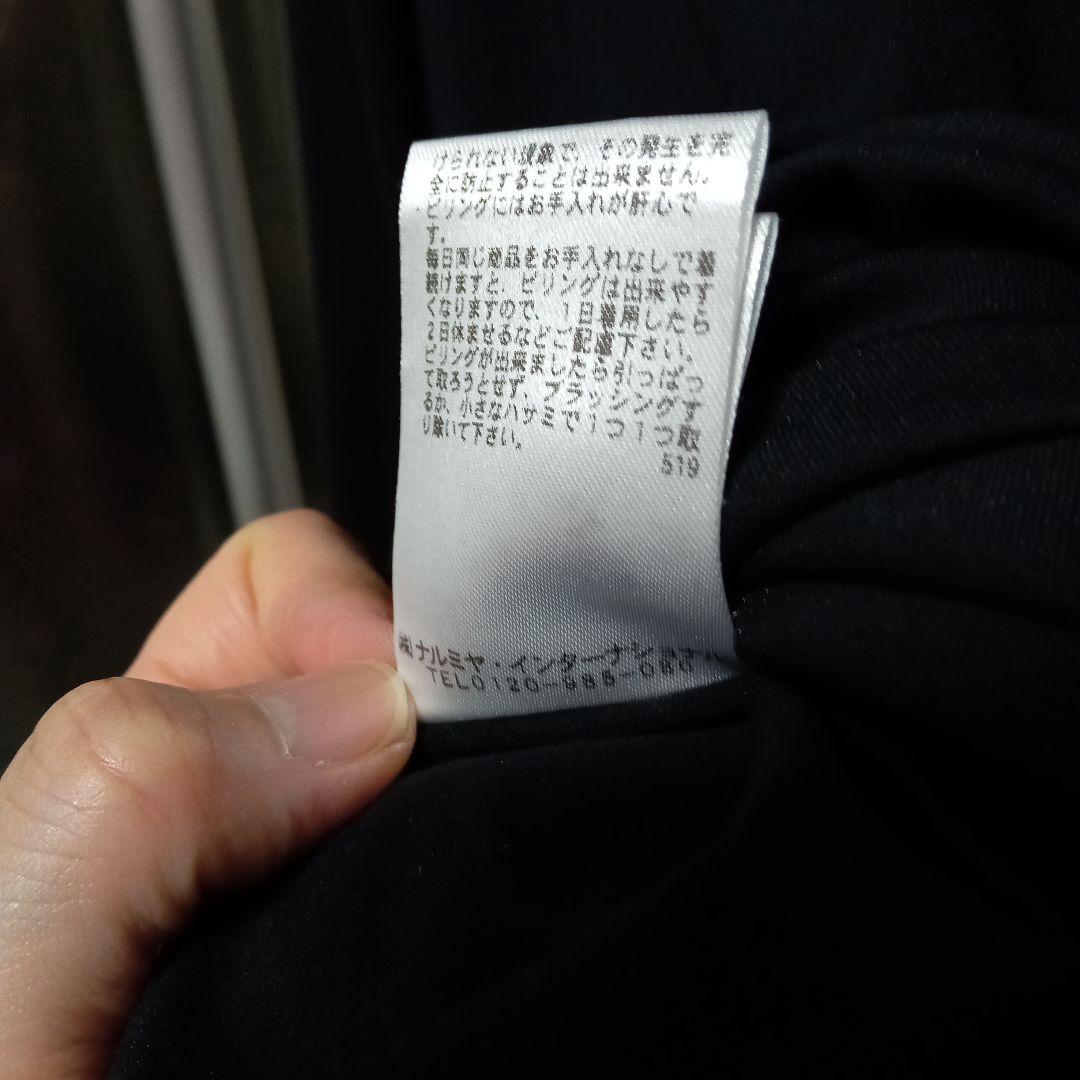 けられない現象で、その発生を完
全に防止することは出来ません。
ピリングにはお手入れが肝心で
す。
毎日同じ商品をお手入れなしで着
続けますと、ピリングは出来やす
くなりますので、1日着用したら
2日休ませるなどご配慮下さい。
ピリングが出来ましたら引っぱっ
て取ろうとせず、ブラッシングす
るか、小さなハサミで1つ1つ取
り除いて下さい。
519
㈱ナルミヤ・インターナショナル
TEL0120-985-080